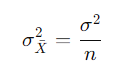 σ²_X̄ = σ²/n